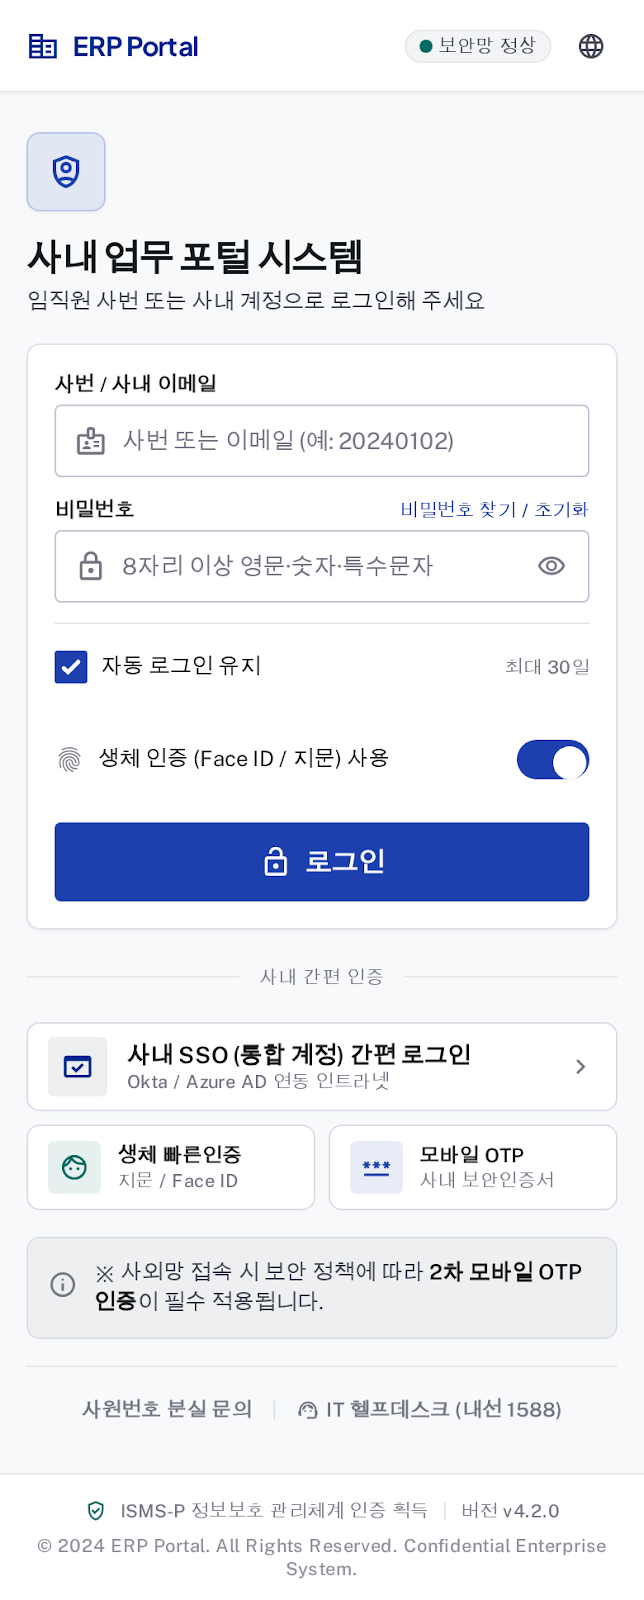 ERP Portal
보안망 정상
사내 업무 포털 시스템
임직원 사번 또는 사내 계정으로 로그인해 주세요
사번 / 사내 이메일
사번 또는 이메일 (예: 20240102)
비밀번호
비밀번호 찾기 / 초기화
8자리 이상 영문·숫자·특수문자
자동 로그인 유지
최대 30일
생체 인증 (Face ID / 지문) 사용
로그인
사내 간편 인증
사내 SSO (통합 계정) 간편 로그인
Okta / Azure AD 연동 인트라넷
생체 빠른인증
지문 / Face ID
모바일 OTP
사내 보안인증서
※ 사외망 접속 시 보안 정책에 따라 2차 모바일 OTP
인증이 필수 적용됩니다.
사원번호 분실 문의
IT 헬프데스크 (내선 1588)
ISMS-P 정보보호 관리체계 인증 획득
버전 v4.2.0
© 2024 ERP Portal. All Rights Reserved. Confidential Enterprise
System.